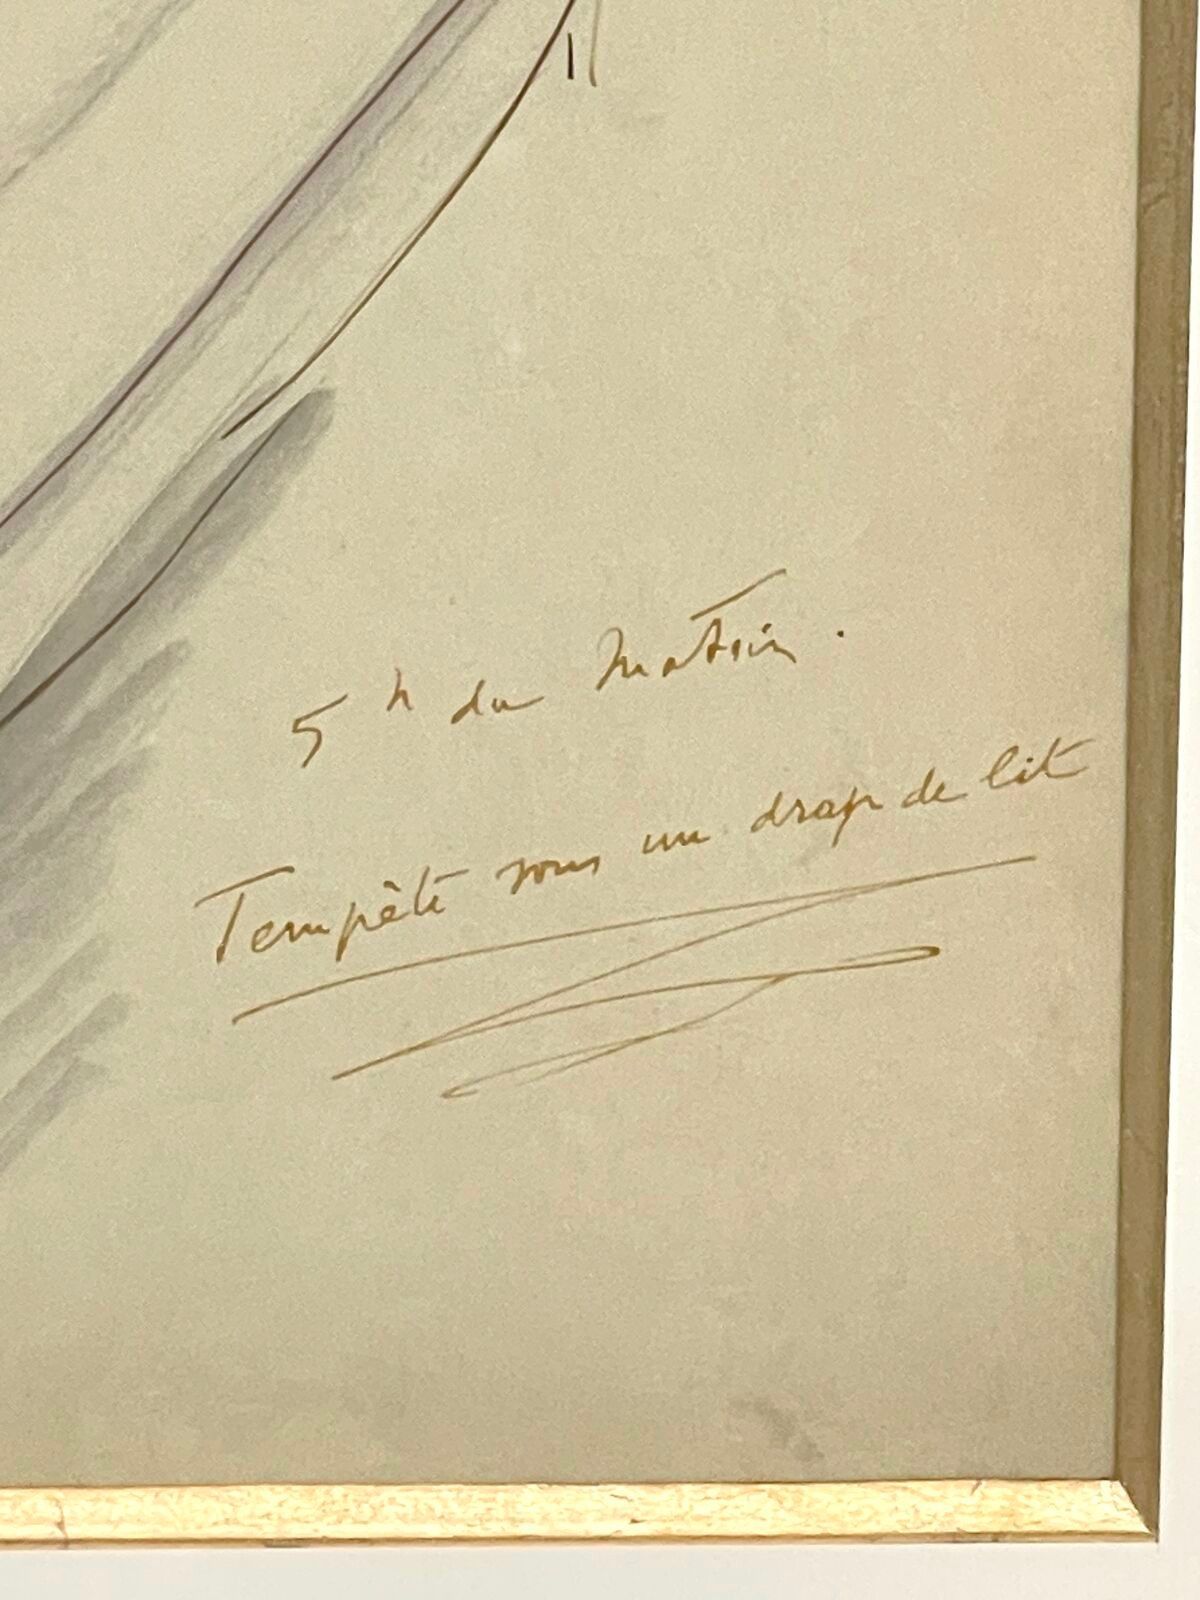 5 h du Matin.
Tempête sous un drap de lit